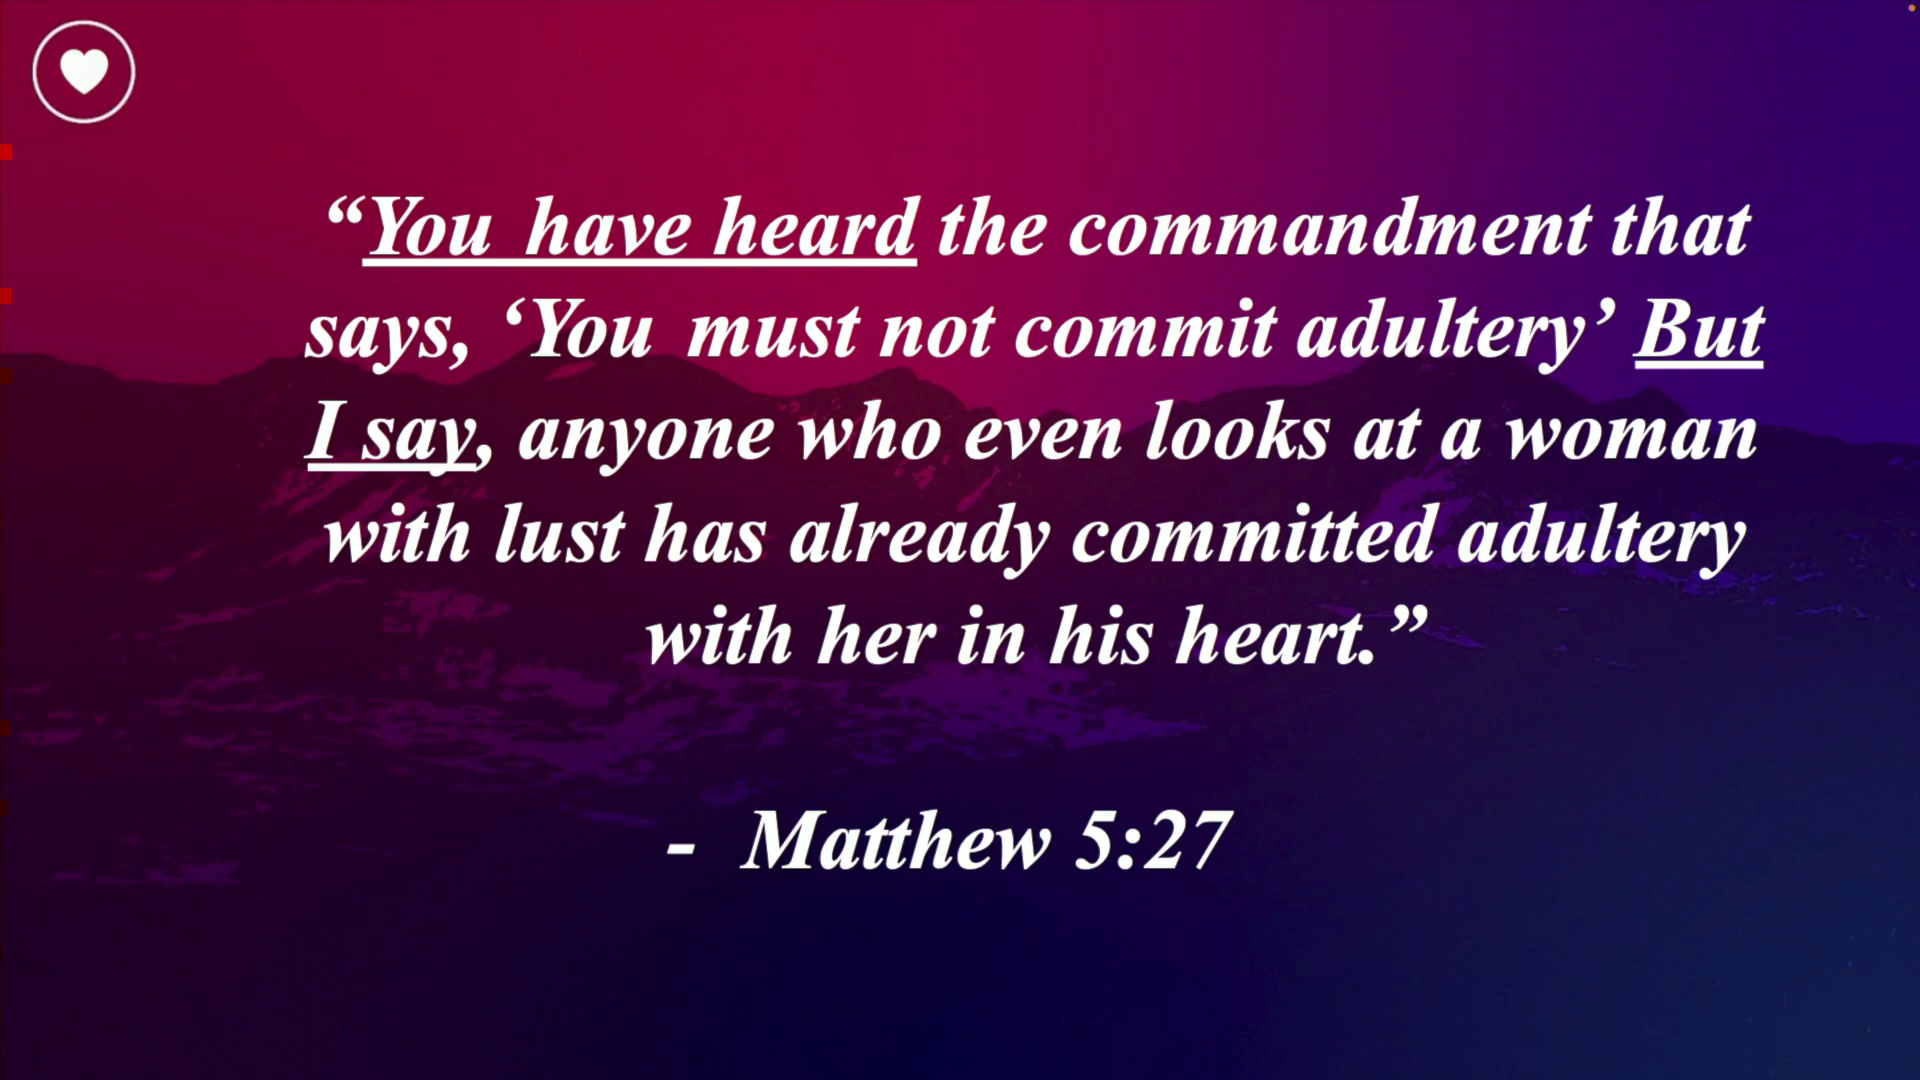 “You have heard the commandment that
says, ‘You must not commit adultery’ But
I say, anyone who even looks at a woman
with lust has already committed adultery
with her in his heart.”
- Matthew 5:27